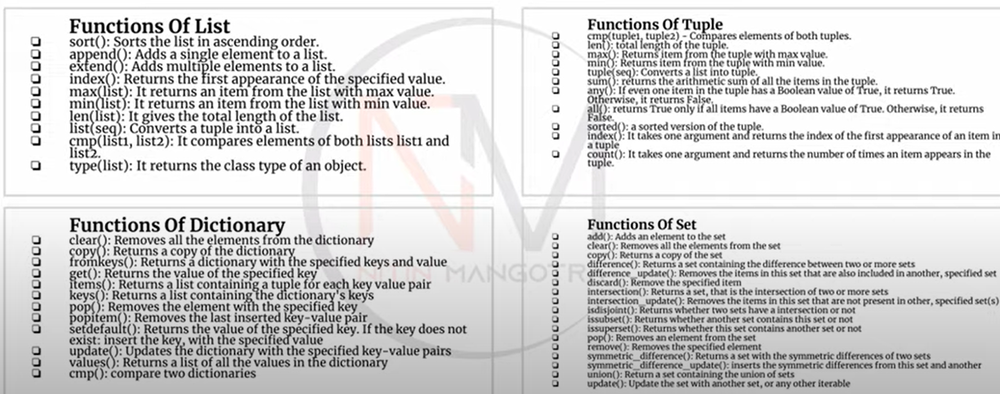 Functions Of List
sort(): Sorts the list in ascending order.
append(): Adds a single element to a list.
extend(): Adds multiple elements to a list.
index(): Returns the first appearance of the specified value.
max(list): It returns an item from the list with max value.
min(list): It returns an item from the list with min value.
len(list): It gives the total length of the list.
list(seq): Converts a tuple into a list.
cmp(list1, list2): It compares elements of both lists list1 and
list2.
type(list): It returns the class type of an object.
Functions Of Tuple
cmp(tuple1, tuple2) - Compares elements of both tuples.
len(): total length of the tuple.
max(): Returns item from the tuple with max value.
min(): Returns item from the tuple with min value.
tuple(seq): Converts a list into tuple.
sum(): returns the arithmetic sum of all the items in the tuple.
any(): If even one item in the tuple has a Boolean value of True, it returns True.
Otherwise, it returns False.
all(): returns True only if all items have a Boolean value of True. Otherwise, it returns
False.
sorted(): a sorted version of the tuple.
index(): It takes one argument and returns the index of the first appearance of an item in
a tuple
count(): It takes one argument and returns the number of times an item appears in the
tuple.
Functions Of Dictionary
clear(): Removes all the elements from the dictionary
copy(): Returns a copy of the dictionary
fromkeys(): Returns a dictionary with the specified keys and value
get(): Returns the value of the specified key
items(): Returns a list containing a tuple for each key value pair
keys(): Returns a list containing the dictionary's keys
pop(): Removes the element with the specified key
popitem(): Removes the last inserted key-value pair
setdefault(): Returns the value of the specified key. If the key does not
exist: insert the key, with the specified value
update(): Updates the dictionary with the specified key-value pairs
values(): Returns a list of all the values in the dictionary
cmp(): compare two dictionaries
Functions Of Set
add(): Adds an element to the set
clear(): Removes all the elements from the set
copy(): Returns a copy of the set
difference(): Returns a set containing the difference between two or more sets
difference_update(): Removes the items in this set that are also included in another, specified set
discard(): Remove the specified item
intersection(): Returns a set, that is the intersection of two or more sets
intersection_update(): Removes the items in this set that are not present in other, specified set(s)
isdisjoint(): Returns whether two sets have a intersection or not
issubset(): Returns whether another set contains this set or not
issuperset(): Returns whether this set contains another set or not
pop(): Removes an element from the set
remove(): Removes the specified element
symmetric_difference(): Returns a set with the symmetric differences of two sets
symmetric_difference_update(): inserts the symmetric differences from this set and another
union(): Return a set containing the union of sets
update(): Update the set with another set, or any other iterable
NITIN